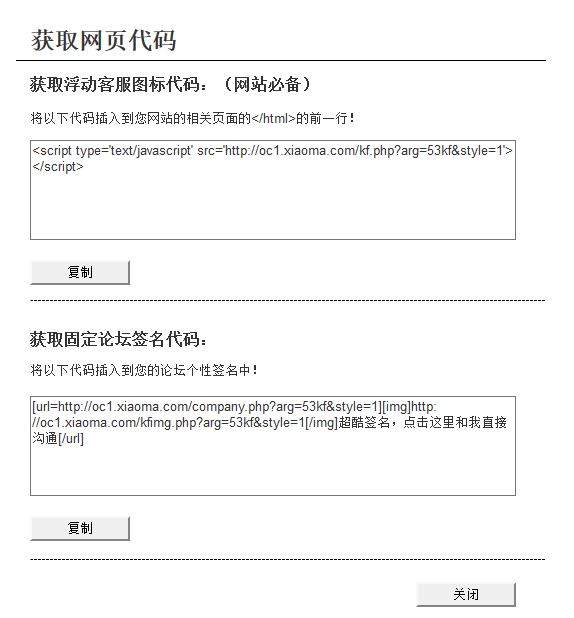 获取网页代码
获取浮动客服图标代码：（网站必备）
将以下代码插入到您网站的相关页面的</html>的前一行!
<script type='text/javascript' src='http://oc1.xiaoma.com/kf.php?arg=53kf&style=1'>
</script>
复制
获取固定论坛签名代码：
将以下代码插入到您的论坛个性签名中!
[url=http://oc1.xiaoma.com/company.php?arg=53kf&style=1][img]http:
//oc1.xiaoma.com/kfimg.php?arg=53kf&style=1[/img]超酷签名，点击这里和我直接
沟通[/url]
复制
关闭